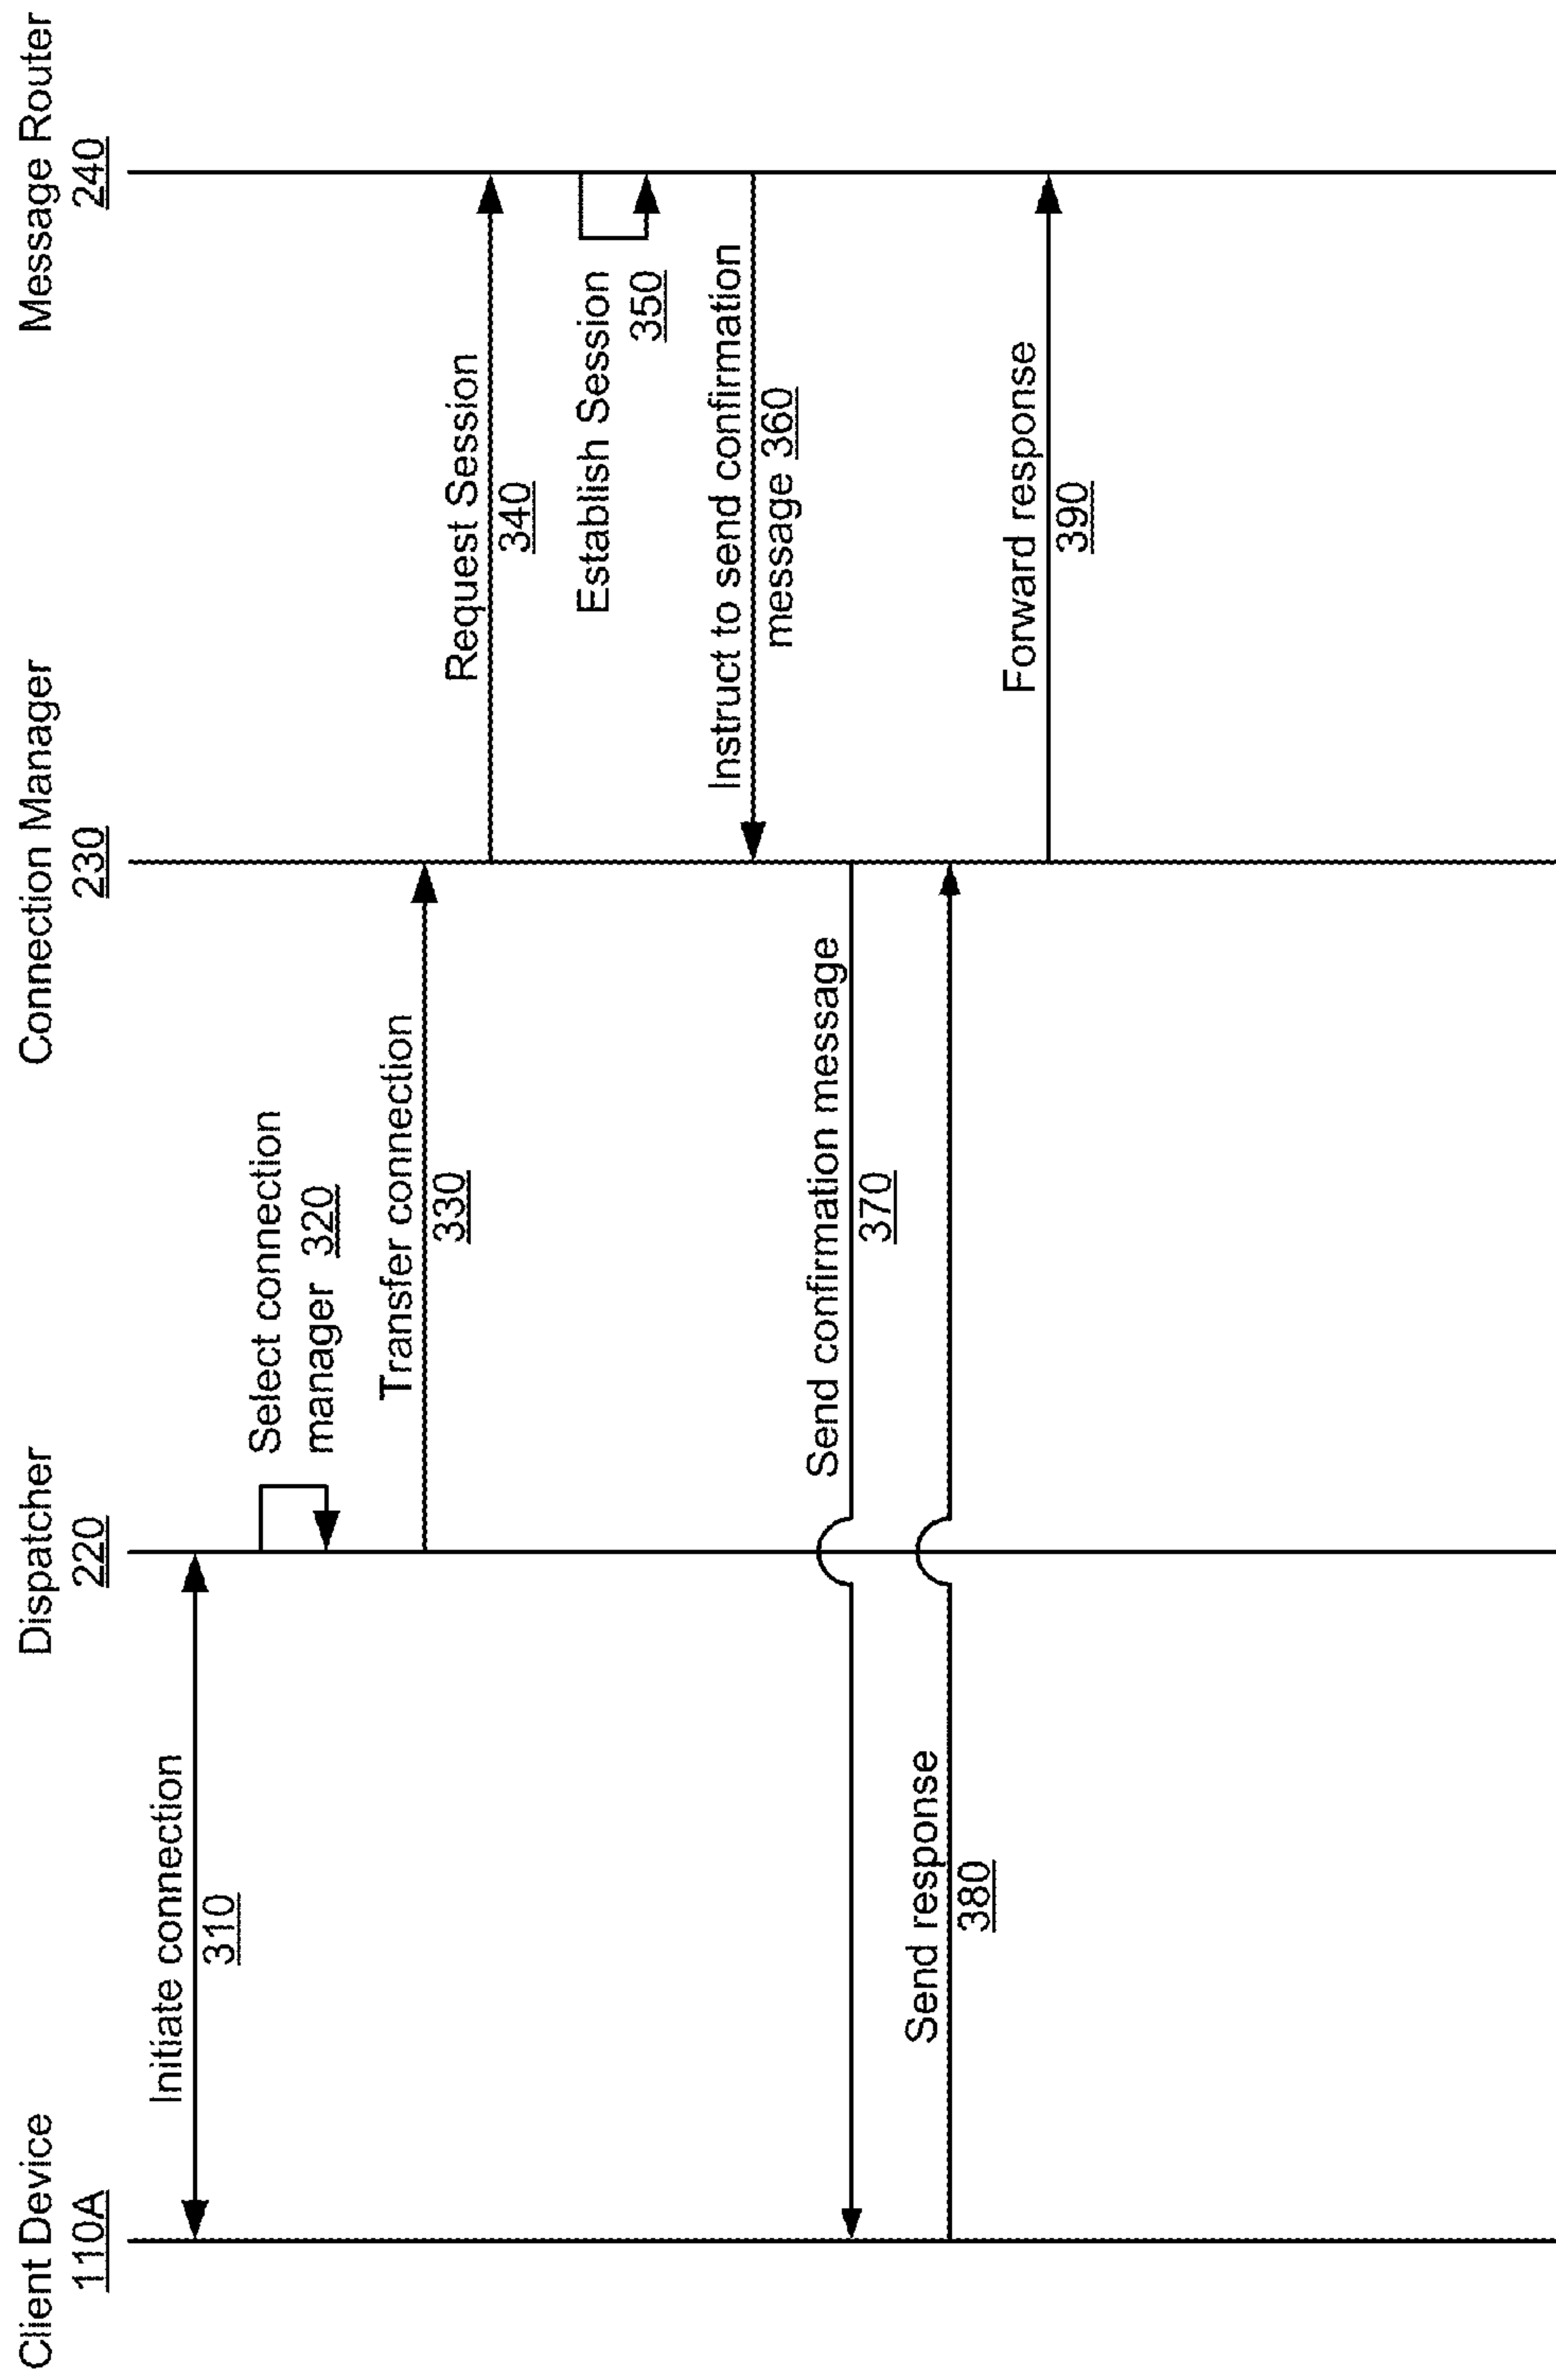 Client Device
110A
Dispatcher
220
Connection Manager
230
Message Router
240
Initiate connection
310
Select connection
manager 320
Transfer connection
330
Request Session
340
Establish Session
350
Instruct to send confirmation
message 360
Send confirmation message
370
Send response
380
Forward response
390